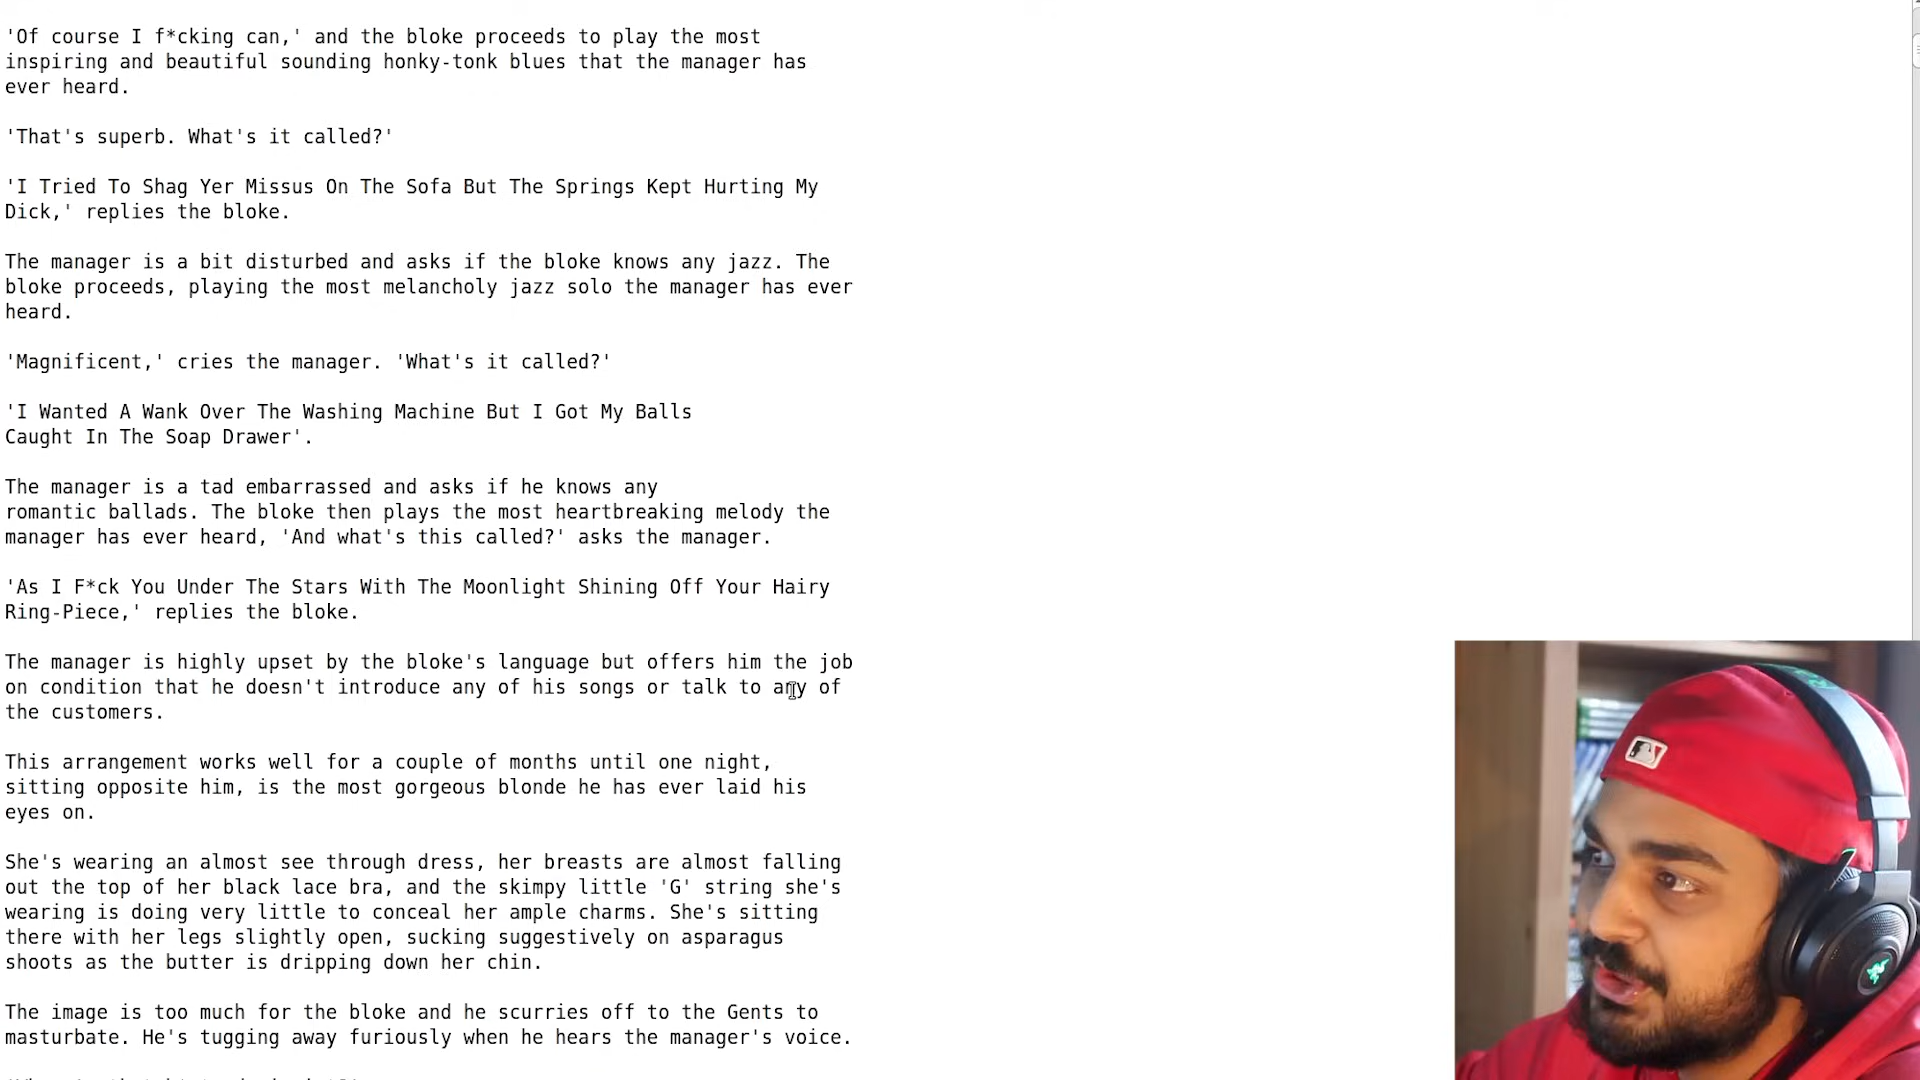 'Of course I f*cking can,' and the bloke proceeds to play the most
inspiring and beautiful sounding honky-tonk blues that the manager has
ever heard.
'That's superb. What's it called?'
'I Tried To Shag Yer Missus On The Sofa But The Springs Kept Hurting My
Dick,' replies the bloke.
The manager is a bit disturbed and asks if the bloke knows any jazz. The
bloke proceeds, playing the most melancholy jazz solo the manager has ever
heard.
'Magnificent,' cries the manager. 'What's it called?'
'I Wanted A Wank Over The Washing Machine But I Got My Balls
Caught In The Soap Drawer'.
The manager is a tad embarrassed and asks if he knows any
romantic ballads. The bloke then plays the most heartbreaking melody the
manager has ever heard, 'And what's this called?' asks the manager.
'As I F*ck You Under The Stars With The Moonlight Shining Off Your Hairy
Ring-Piece,' replies the bloke.
The manager is highly upset by the bloke's language but offers him the job
on condition that he doesn't introduce any of his songs or talk to any of
the customers.
This arrangement works well for a couple of months until one night,
sitting opposite him, is the most gorgeous blonde he has ever laid his
eyes on.
She's wearing an almost see through dress, her breasts are almost falling
out the top of her black lace bra, and the skimpy little 'G' string she's
wearing is doing very little to conceal her ample charms. She's sitting
there with her legs slightly open, sucking suggestively on asparagus
shoots as the butter is dripping down her chin.
The image is too much for the bloke and he scurries off to the Gents to
masturbate. He's tugging away furiously when he hears the manager's voice.